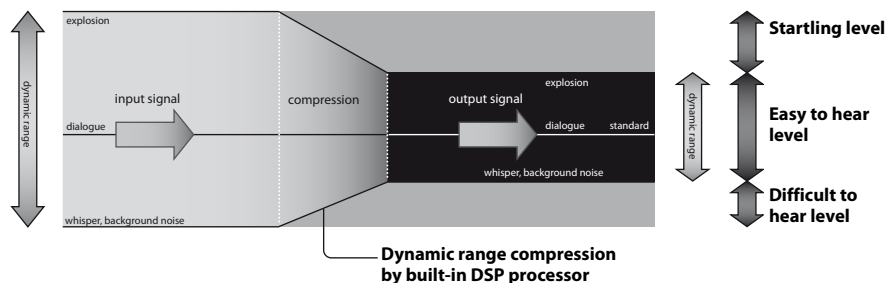 explosion
dynamic range
input signal
compression
dialogue
whisper, background noise
explosion
output signal
dialogue
standard
whisper, background noise
dynamic range
Startling level
Easy to hear
level
Difficult to
hear level
Dynamic range compression
by built-in DSP processor